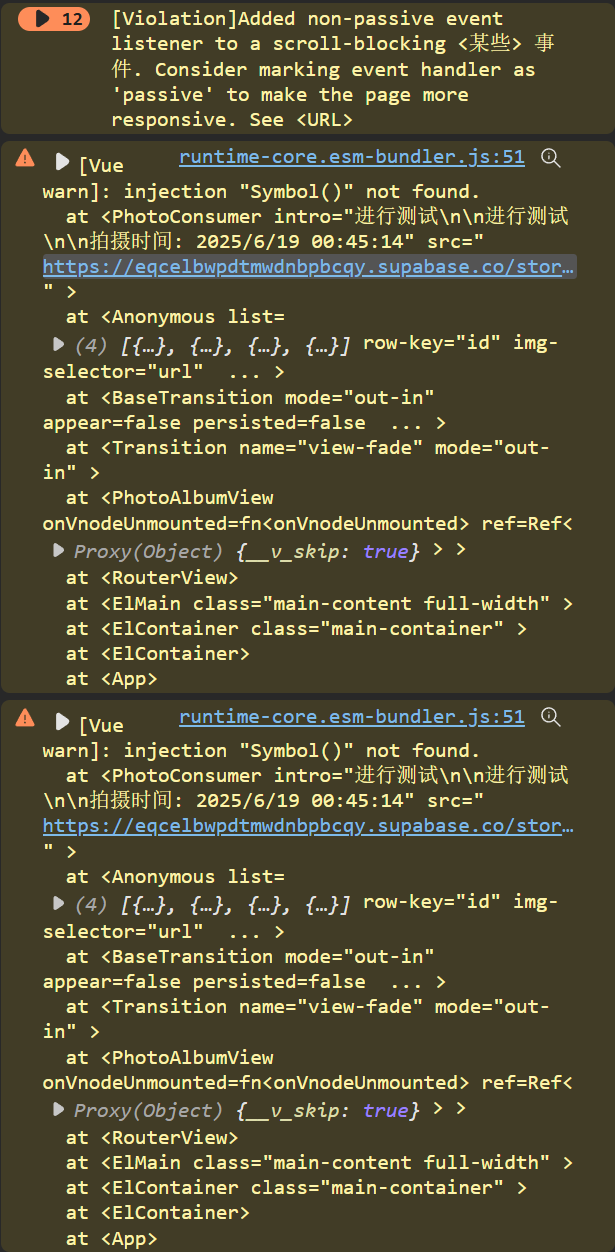 12
[Violation]Added non-passive event
listener to a scroll-blocking <某些> 事
件. Consider marking event handler as
'passive' to make the page more
responsive. See <URL>
[Vue runtime-core.esm-bundler.js:51
warn]: injection "Symbol()" not found.
at <PhotoConsumer intro="进行测试\n\n进行测试
\n\n拍摄时间: 2025/6/19 00:45:14" src="
https://eqcelbwpdtmwdnbpbcqy.supabase.co/stor…
" >
at <Anonymous list=
(4) [{…}, {…}, {…}, {…}] row-key="id" img-
selector="url" ... >
at <BaseTransition mode="out-in"
appear=false persisted=false ... >
at <Transition name="view-fade" mode="out-
in" >
at <PhotoAlbumView
onVnodeUnmounted=fn<onVnodeUnmounted> ref=Ref<
Proxy(Object) {__v_skip: true} > >
at <RouterView>
at <ElMain class="main-content full-width" >
at <ElContainer class="main-container" >
at <ElContainer>
at <App>
[Vue runtime-core.esm-bundler.js:51
warn]: injection "Symbol()" not found.
at <PhotoConsumer intro="进行测试\n\n进行测试
\n\n拍摄时间: 2025/6/19 00:45:14" src="
https://eqcelbwpdtmwdnbpbcqy.supabase.co/stor…
" >
at <Anonymous list=
(4) [{…}, {…}, {…}, {…}] row-key="id" img-
selector="url" ... >
at <BaseTransition mode="out-in"
appear=false persisted=false ... >
at <Transition name="view-fade" mode="out-
in" >
at <PhotoAlbumView
onVnodeUnmounted=fn<onVnodeUnmounted> ref=Ref<
Proxy(Object) {__v_skip: true} > >
at <RouterView>
at <ElMain class="main-content full-width" >
at <ElContainer class="main-container" >
at <ElContainer>
at <App>